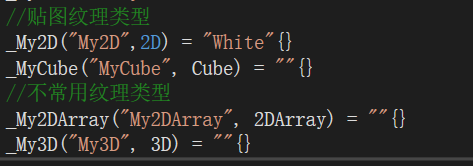 //贴图纹理类型
_My2D("My2D",2D) = "White"{}
_MyCube("MyCube", Cube) = ""{}
//不常用纹理类型
_My2DArray("My2DArray", 2DArray) = ""{}
_My3D("My3D", 3D) = ""{}